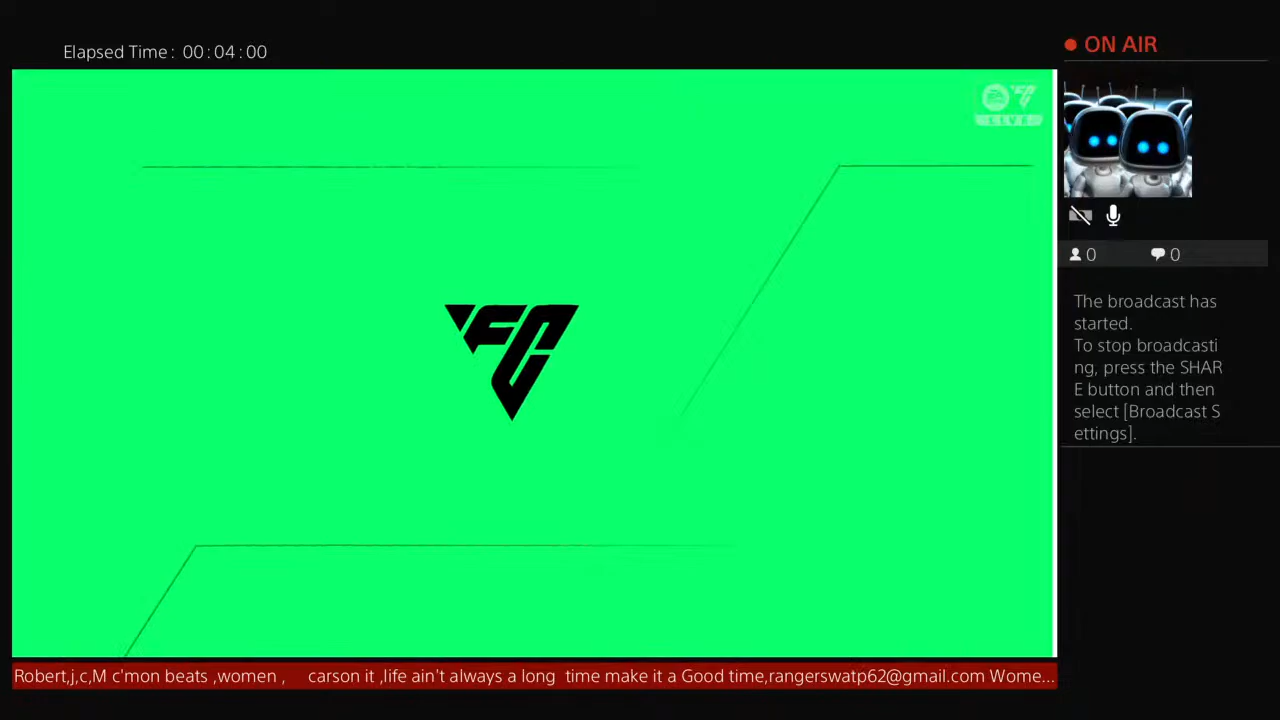 Elapsed Time: 00:04:00
ON AIR
LIVE
FC
0 0
The broadcast has
started.
To stop broadcasti
ng, press the SHAR
E button and then
select [Broadcast S
ettings].
Robert,j,c,M c'mon beats ,women ,    carson it ,life ain't always a long  time make it a Good time,rangerswatp62@gmail.com Wome...